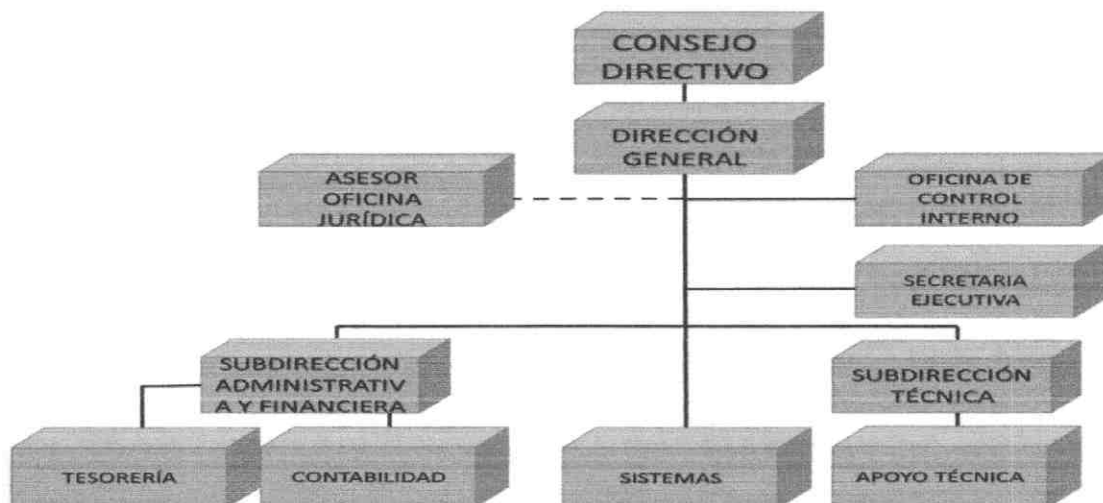 CONSEJO
DIRECTIVO
DIRECCIÓN
GENERAL
ASESOR
OFICINA
JURÍDICA
OFICINA DE
CONTROL
INTERNO
SECRETARIA
EJECUTIVA
SUBDIRECCIÓN
ADMINISTRATIV
A Y FINANCIERA
SUBDIRECCIÓN
TÉCNICA
TESORERÍA
CONTABILIDAD
SISTEMAS
APOYO TÉCNICA